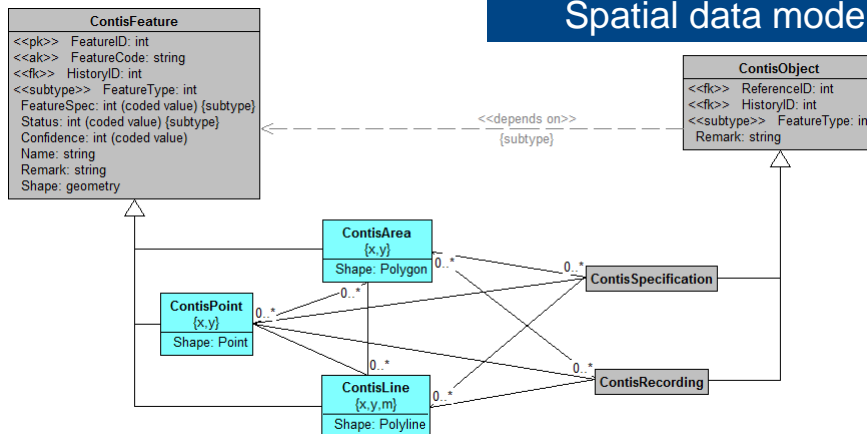 Spatial data mode
ContisFeature
<<pk>> FeatureID: int
<<ak>> FeatureCode: string
<<fk>> HistoryID: int
<<subtype>> FeatureType: int
FeatureSpec: int (coded value) {subtype}
Status: int (coded value) {subtype}
Confidence: int (coded value)
Name: string
Remark: string
Shape: geometry
<<depends on>>
{subtype}
ContisObject
<<fk>> ReferenceID: int
<<fk>> HistoryID: int
<<subtype>> FeatureType: int
Remark: string
ContisArea
{x,y}
Shape: Polygon
0..*
0..*
0..*
ContisSpecification
ContisPoint
{x,y}
Shape: Point
0..*
0..*
0..*
ContisRecording
ContisLine
{x,y,m}
Shape: Polyline
0..*